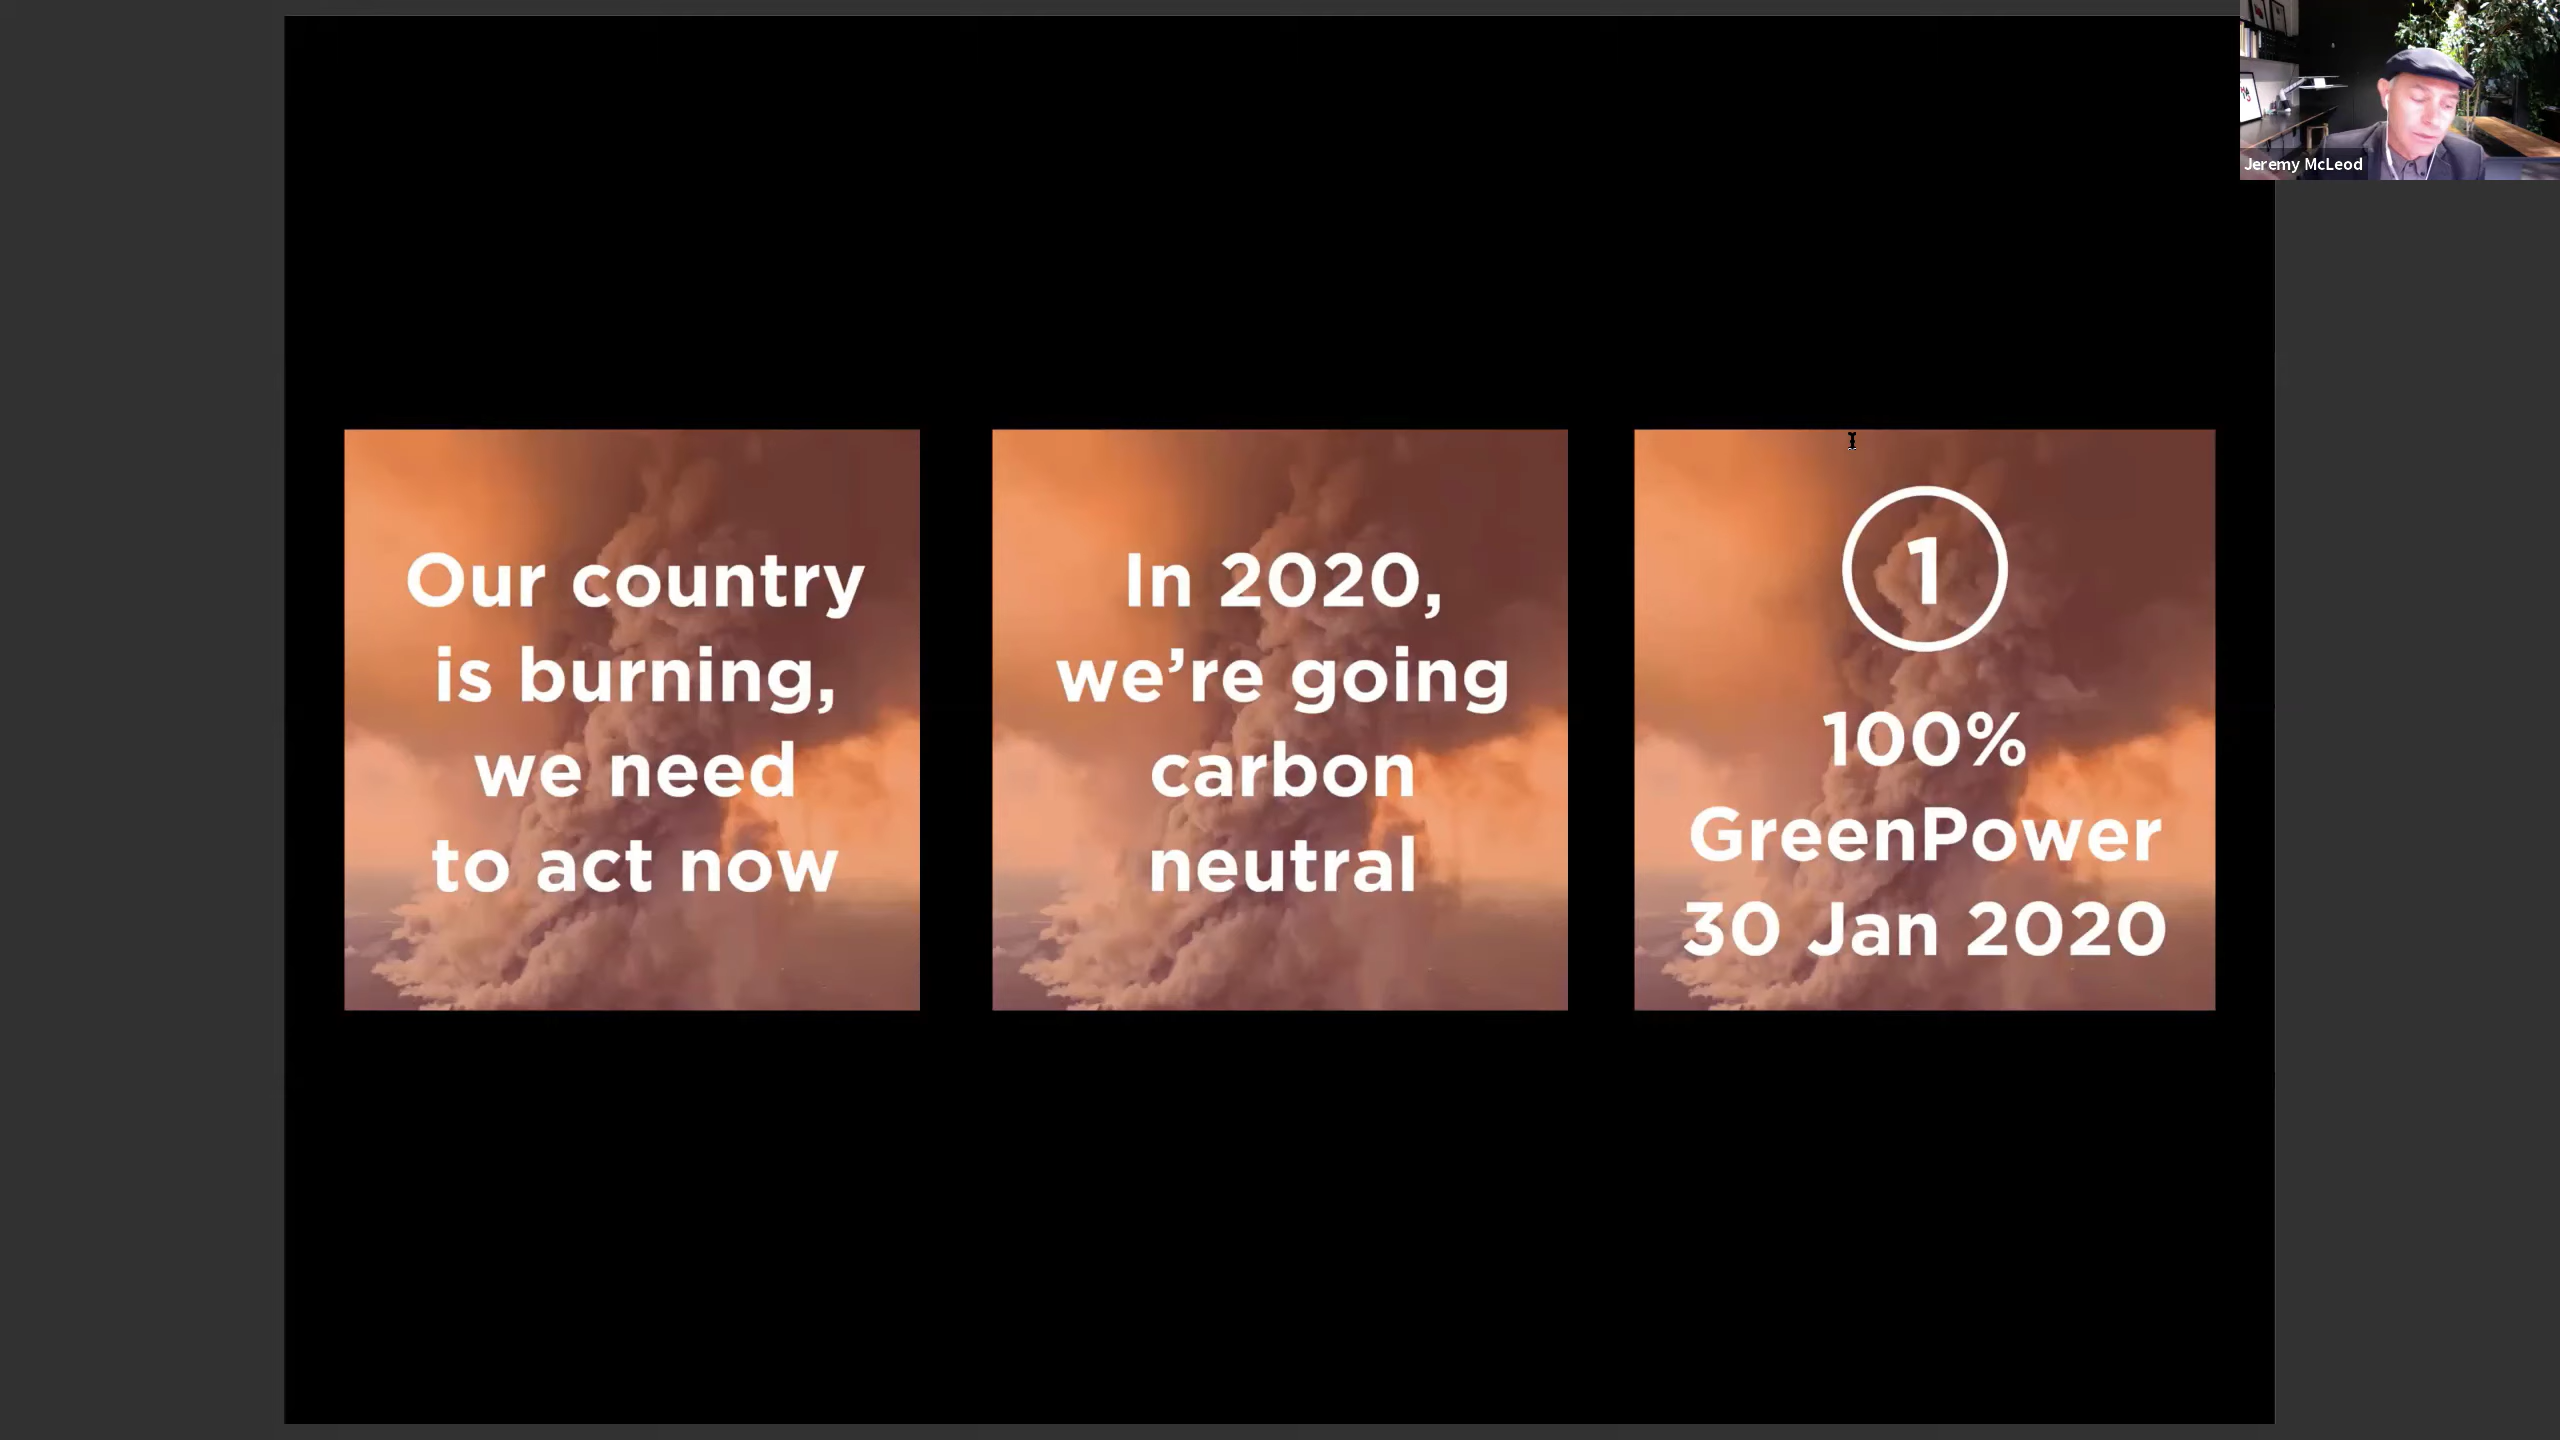 Jeremy McLeod
Our country
is burning,
we need
to act now
In 2020,
we’re going
carbon
neutral
1
100%
GreenPower
30 Jan 2020